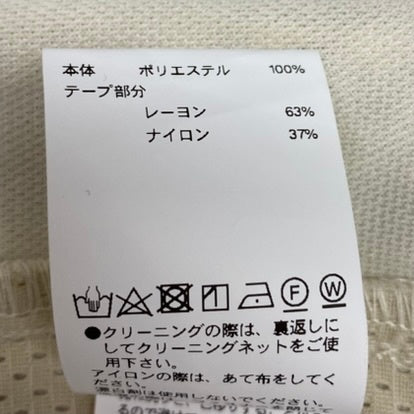 本体 ポリエステル 100%
テープ部分
レーヨン 63%
ナイロン 37%
F W
●クリーニングの際は、裏返しに
してクリーニングネットをご使
用下さい。
アイロンの際は、あて布をしてく
ださい。